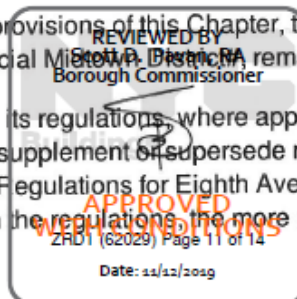 provisions of this Chapter, t
REVIEWED BY
Scott D. Pavan, RA
cial Midtown District, rem
Borough Commissioner
NYC
its regulations, where app
Buildings
supplement or supersede r
Regulations for Eighth Ave
APPROVED
the regulations, the more
WITH CONDITIONS
ZRD1 (62029) Page 11 of 14
Date: 11/12/2019